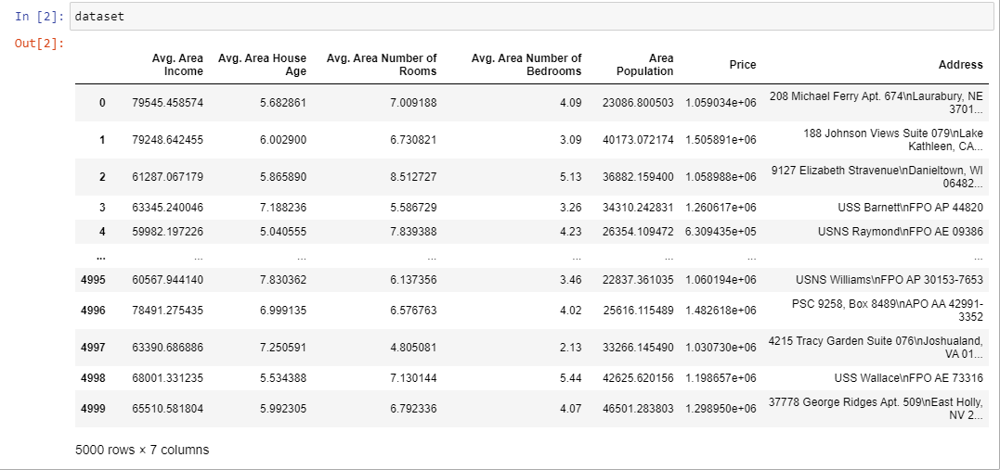 In [2]: dataset
Out[2]:
Avg. Area Income Avg. Area House Age Avg. Area Number of Rooms Avg. Area Number of Bedrooms Area Population Price Address
0 79545.458574 5.682861 7.009188 4.09 23086.800503 1.059034e+06 208 Michael Ferry Apt. 674\nLaurabury, NE 3701...
1 79248.642455 6.002900 6.730821 3.09 40173.072174 1.505891e+06 188 Johnson Views Suite 079\nLake Kathleen, CA...
2 61287.067179 5.865890 8.512727 5.13 36882.159400 1.058988e+06 9127 Elizabeth Stravenue\nDanieltown, WI 06482...
3 63345.240046 7.188236 5.586729 3.26 34310.242831 1.260617e+06 USS Barnett\nFPO AP 44820
4 59982.197226 5.040555 7.839388 4.23 26354.109472 6.309435e+05 USNS Raymond\nFPO AE 09386
... ... ... ... ... ... ... ...
4995 60567.944140 7.830362 6.137356 3.46 22837.361035 1.060194e+06 USNS Williams\nFPO AP 30153-7653
4996 78491.275435 6.999135 6.576763 4.02 25616.115489 1.482618e+06 PSC 9258, Box 8489\nAPO AA 42991-3352
4997 63390.686886 7.250591 4.805081 2.13 33266.145490 1.030730e+06 4215 Tracy Garden Suite 076\nJoshualand, VA 01...
4998 68001.331235 5.534388 7.130144 5.44 42625.620156 1.198657e+06 USS Wallace\nFPO AE 73316
4999 65510.581804 5.992305 6.792336 4.07 46501.283803 1.298950e+06 37778 George Ridges Apt. 509\nEast Holly, NV 2...
5000 rows × 7 columns